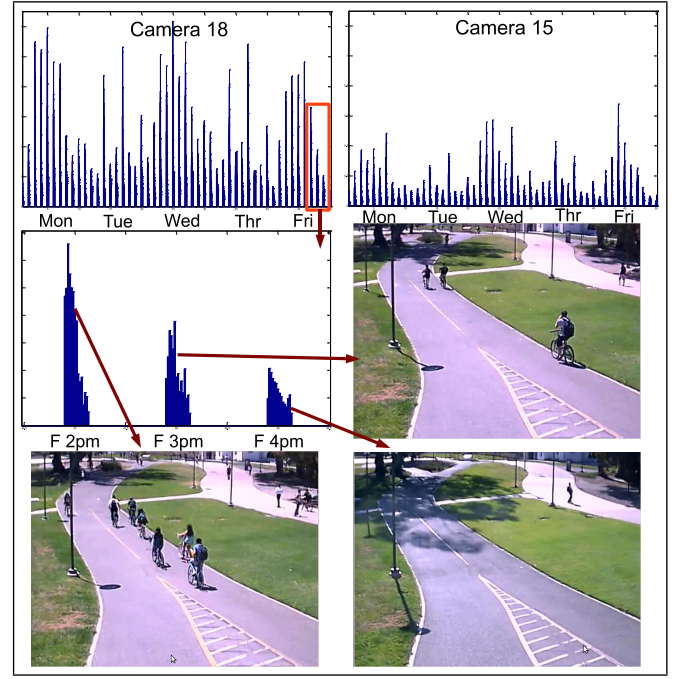 Camera 18
Camera 15
Mon Tue Wed Thr Fri
Mon Tue Wed Thr Fri
F 2pm F 3pm F 4pm